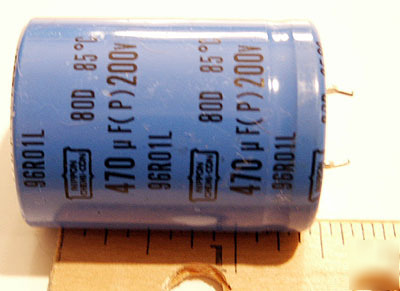 80D 85°C
470 µF(P)200V
96R01L
NIPPON
CHEMI-CON
80D 85°C
470 µF(P)200V
96R01L
NIPPON
CHEMI-CON
96R01L
1